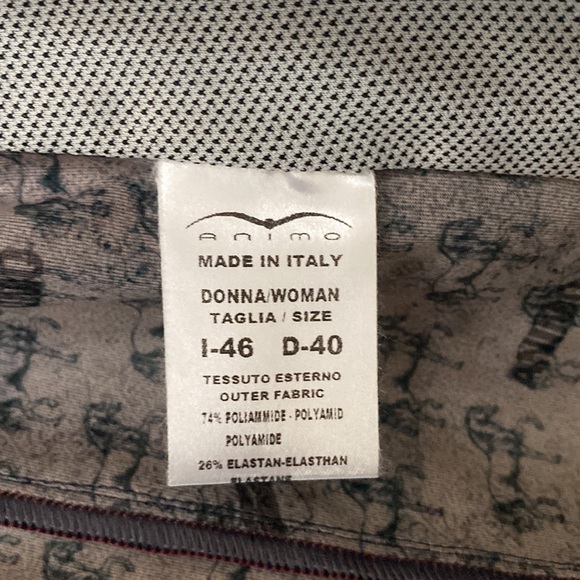 animo
MADE IN ITALY
DONNA/WOMAN
TAGLIA / SIZE
I-46 D-40
TESSUTO ESTERNO
OUTER FABRIC
74% POLIAMMIDE - POLYAMID
POLYAMIDE
26% ELASTAN-ELASTHAN
ELASTANE